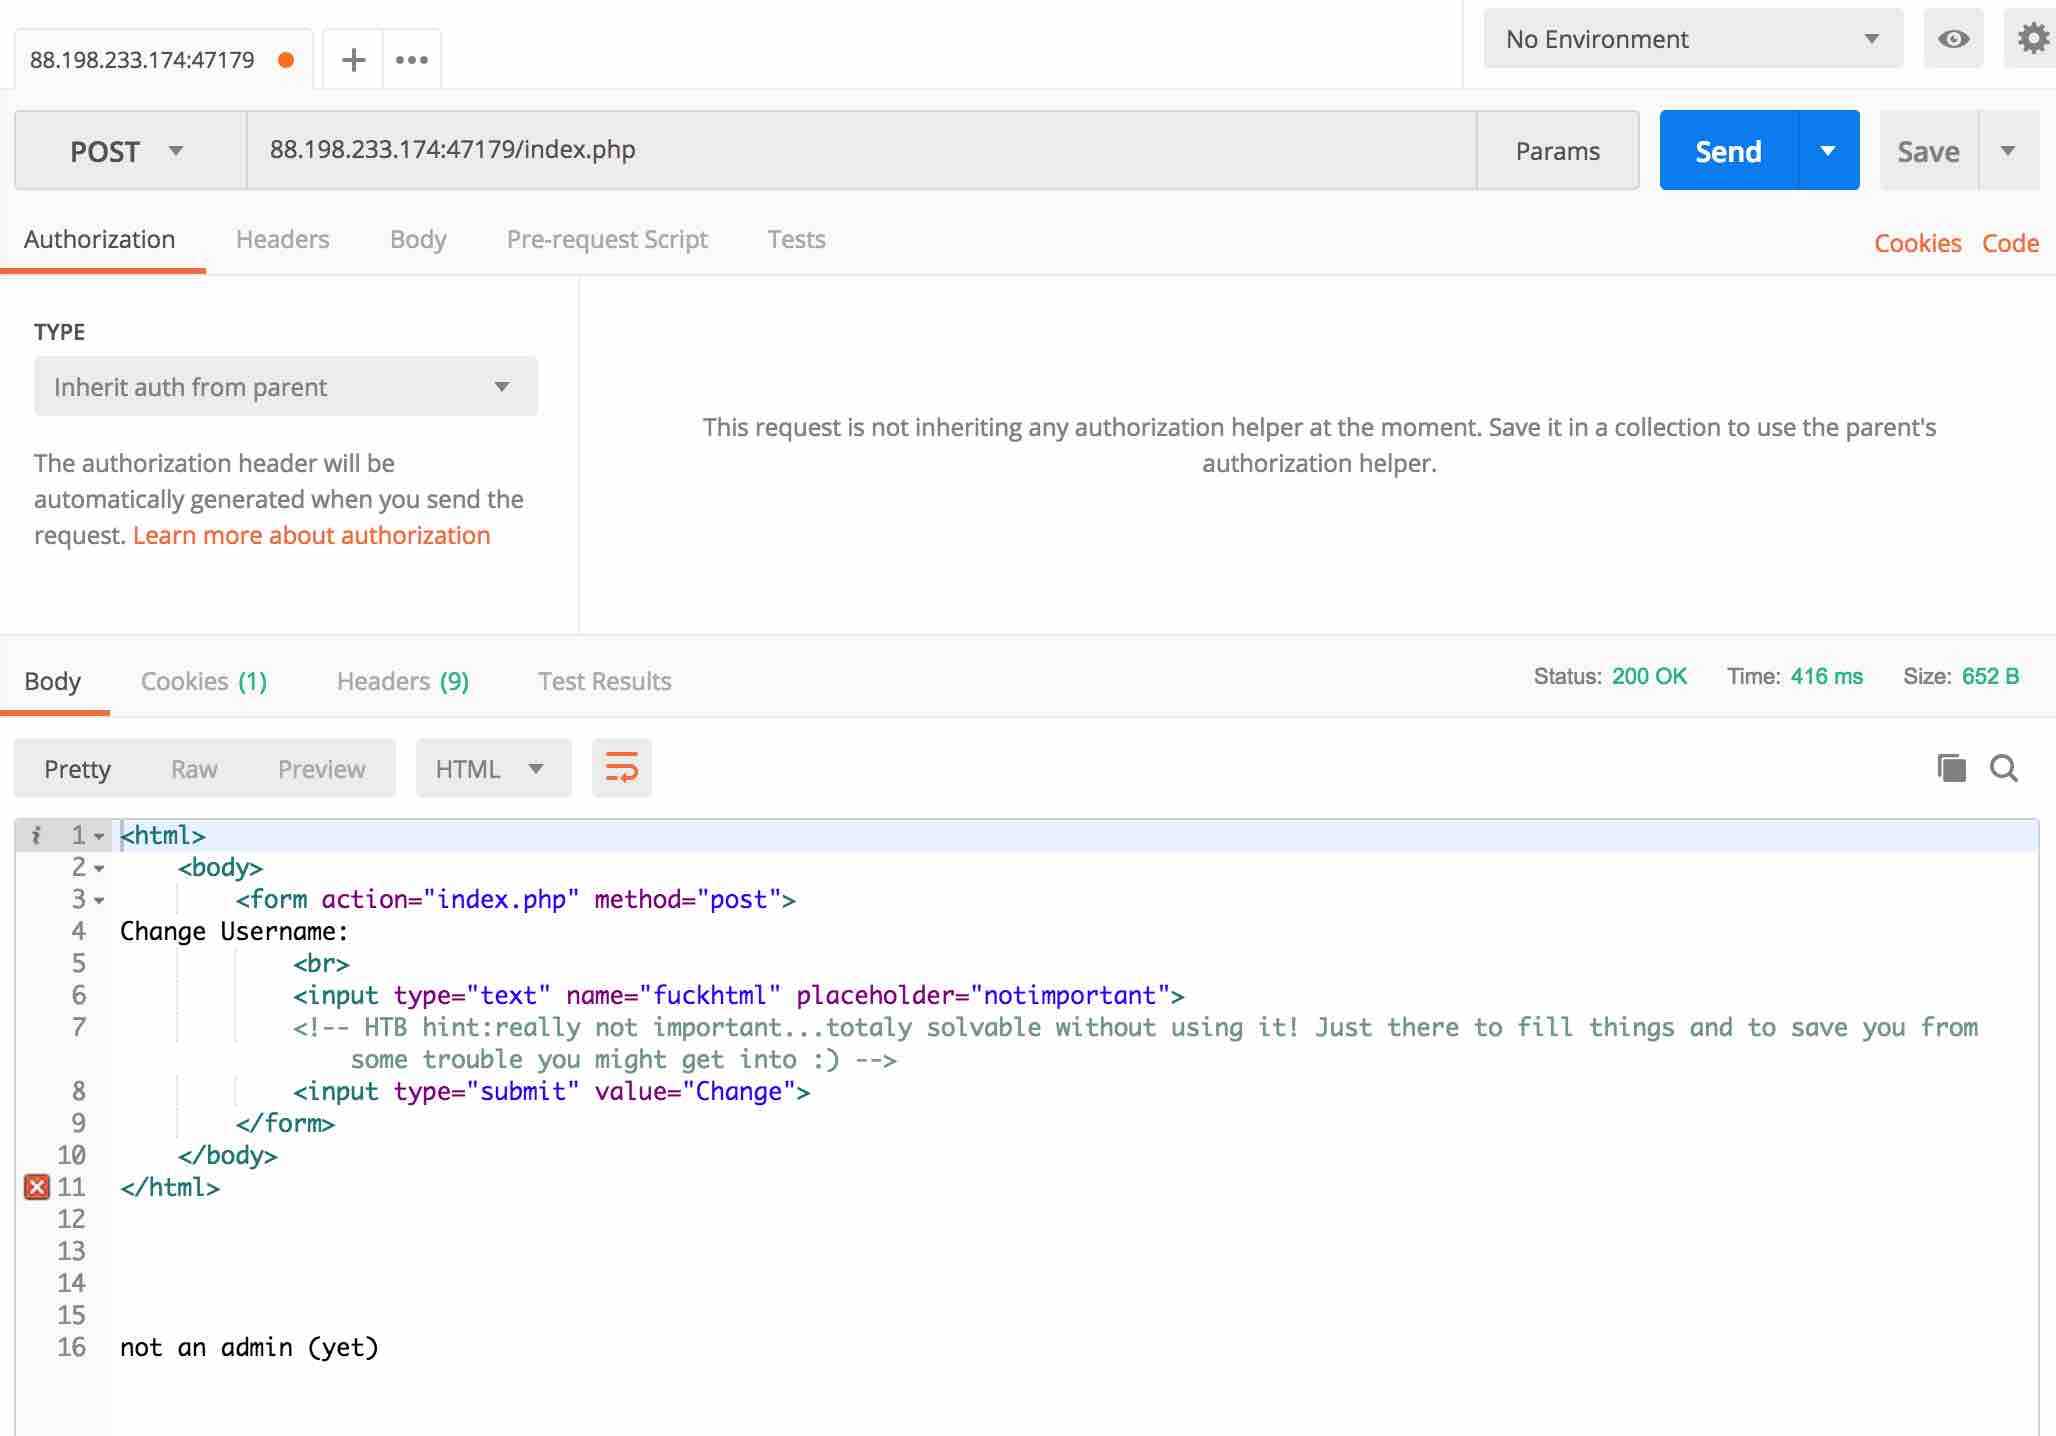 88.198.233.174:47179
No Environment
POST
88.198.233.174:47179/index.php
Params
Send
Save
Authorization
Headers
Body
Pre-request Script
Tests
Cookies
Code
TYPE
Inherit auth from parent
The authorization header will be
automatically generated when you send the
request. Learn more about authorization
This request is not inheriting any authorization helper at the moment. Save it in a collection to use the parent's
authorization helper.
Body
Cookies (1)
Headers (9)
Test Results
Status: 200 OK
Time: 416 ms
Size: 652 B
Pretty
Raw
Preview
HTML
i 1 <html>
2 <body>
3 <form action="index.php" method="post">
4 Change Username:
5 <br>
6 <input type="text" name="fuckhtml" placeholder="notimportant">
7 <!-- HTB hint:really not important...totaly solvable without using it! Just there to fill things and to save you from
some trouble you might get into :) -->
8 <input type="submit" value="Change">
9 </form>
10 </body>
11 </html>
12
13
14
15
16 not an admin (yet)